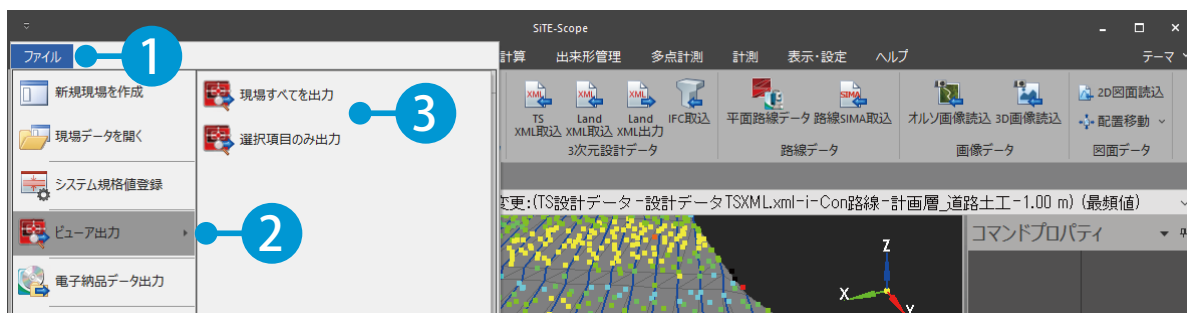 SiTE-Scope
ファイル
1
計算
出来形管理
多点計測
計測
表示・設定
ヘルプ
テーマ
新規現場を作成
現場データを開く
システム規格値登録
ビューア出力
2
電子納品データ出力
現場すべてを出力
3
選択項目のみ出力
TS
XML取込
Land
XML取込
Land
XML出力
IFC取込
3次元設計データ
平面路線データ
路線SIMA取込
路線データ
オルソ画像読込
3D画像読込
画像データ
2D図面読込
配置移動
図面データ
変更:(TS設計データ-設計データTSXML.xml-i-Con路線-計画層_道路土工-1.00 m) (最頻値)
コマンドプロパティ
Z
X
Y